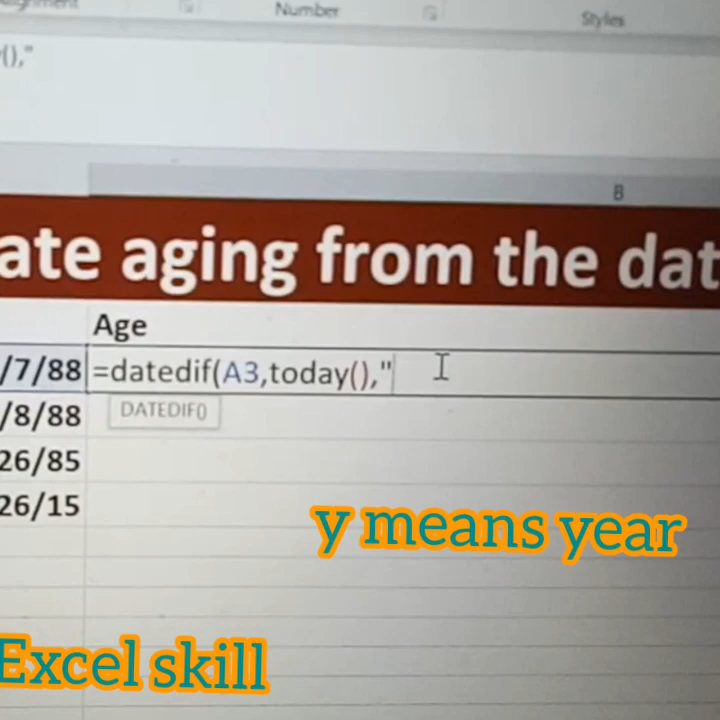 Number
Styles
(),"
B
ate aging from the dat
Age
/7/88 =datedif(A3,today(),"
/8/88 DATEDIF()
26/85
26/15
y means year
Excel skill